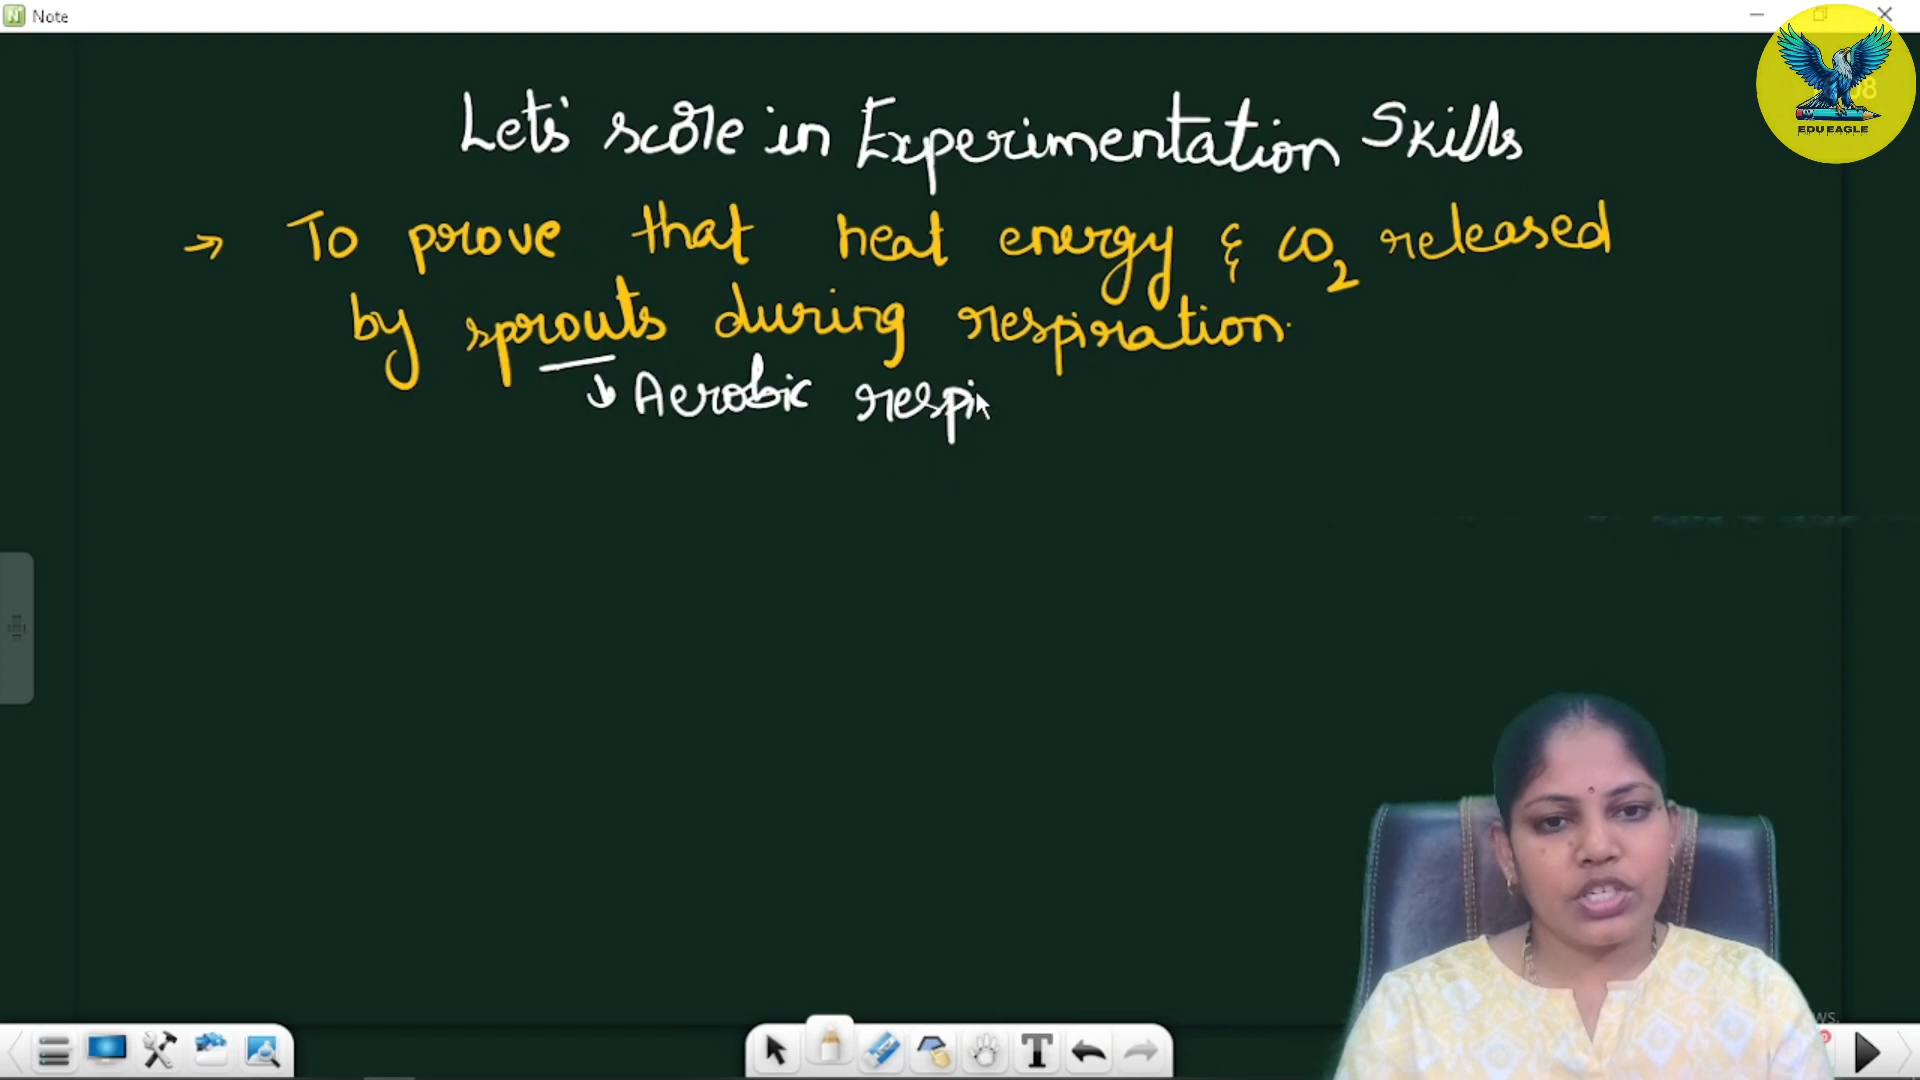 Note
Let's score in Experimentation Skills
→ To prove that heat energy & CO₂ released
by sprouts during respiration.
↓ Aerobic respi
EDU EAGLE